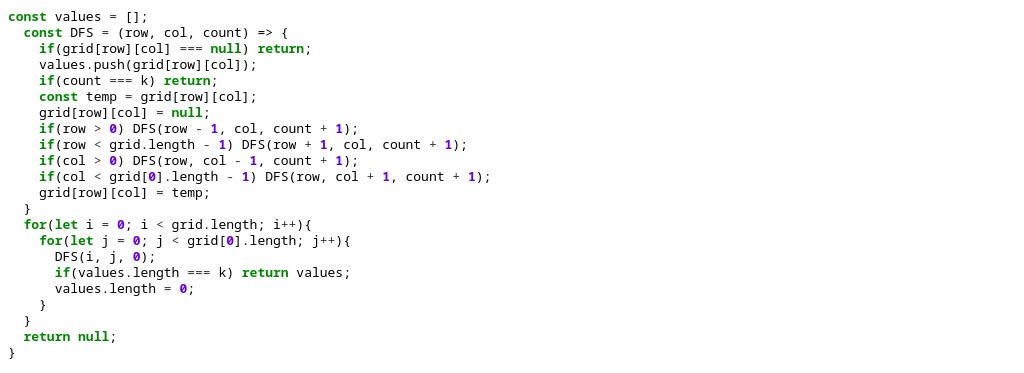 const values = [];
  const DFS = (row, col, count) => {
    if(grid[row][col] === null) return;
    values.push(grid[row][col]);
    if(count === k) return;
    const temp = grid[row][col];
    grid[row][col] = null;
    if(row > 0) DFS(row - 1, col, count + 1);
    if(row < grid.length - 1) DFS(row + 1, col, count + 1);
    if(col > 0) DFS(row, col - 1, count + 1);
    if(col < grid[0].length - 1) DFS(row, col + 1, count + 1);
    grid[row][col] = temp;
  }
  for(let i = 0; i < grid.length; i++){
    for(let j = 0; j < grid[0].length; j++){
      DFS(i, j, 0);
      if(values.length === k) return values;
      values.length = 0;
    }
  }
  return null;
}